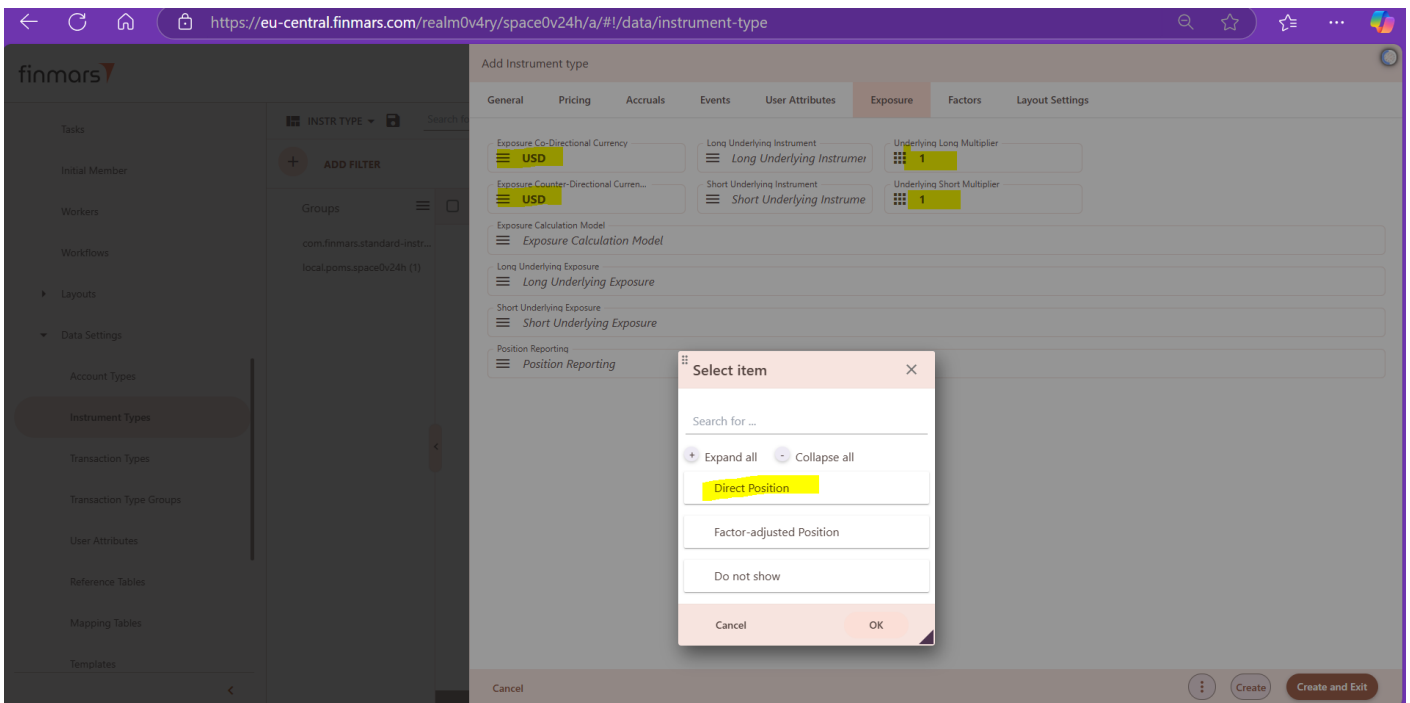 https://eu-central.finmars.com/realm0v4ry/space0v24h/a/#!/data/instrument-type
finmars
Tasks
Initial Member
Workers
Workflows
Layouts
Data Settings
Account Types
Instrument Types
Transaction Types
Transaction Type Groups
User Attributes
Reference Tables
Mapping Tables
Templates
INSTR TYPE
Search
ADD FILTER
Groups
com.finmars.standard-instr...
local.poms.space0v24h (1)
Add Instrument type
General Pricing Accruals Events User Attributes Exposure Factors Layout Settings
Exposure Co-Directional Currency Long Underlying Instrument Underlying Long Multiplier
USD Long Underlying Instrumer 1
Exposure Counter-Directional Curren... Short Underlying Instrument Underlying Short Multiplier
USD Short Underlying Instrume 1
Exposure Calculation Model
Exposure Calculation Model
Long Underlying Exposure
Long Underlying Exposure
Short Underlying Exposure
Short Underlying Exposure
Position Reporting
Position Reporting
Select item
Search for ...
+ Expand all - Collapse all
Direct Position
Factor-adjusted Position
Do not show
Cancel OK
Cancel Create Create and Exit